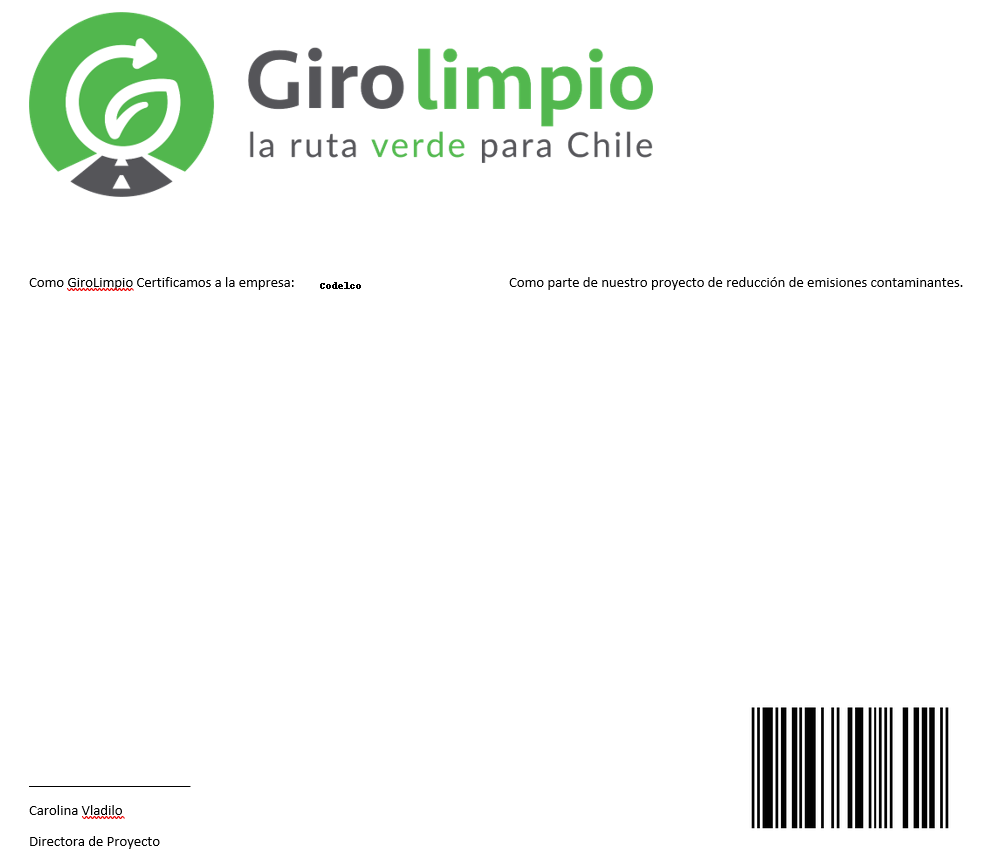 Girolimpio
la ruta verde para Chile
Como GiroLimpio Certificamos a la empresa: Codelco Como parte de nuestro proyecto de reducción de emisiones contaminantes.
Carolina Vladilo
Directora de Proyecto